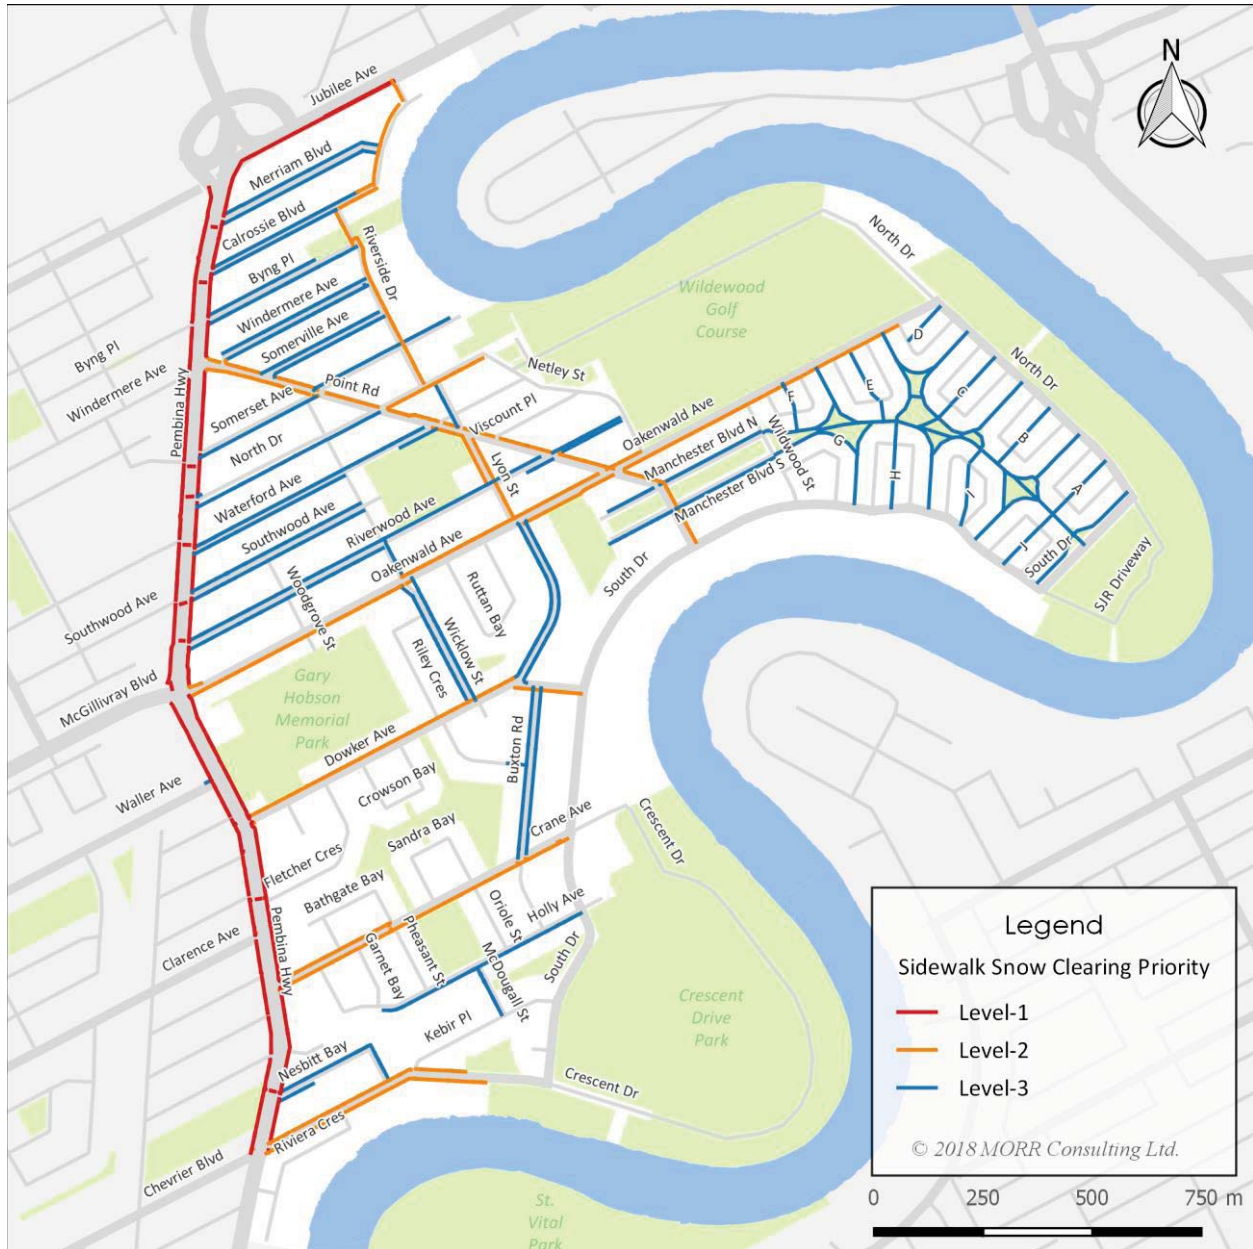 N
Jubilee Ave
Merriam Blvd
Calrossie Blvd
Byng Pl
Riverside Dr
North Dr
Windermere Ave
Wildewood
Golf
Course
Somerville Ave
Byng Pl
Windermere Ave
Pembina Hwy
Point Rd
Netley St
D
North Dr
Somerset Ave
E
C
F
North Dr
Viscount Pl
Oakenwald Ave
Wildwood St
G
B
Manchester Blvd N
Waterford Ave
Lyon St
H
A
Manchester Blvd S
I
Southwood Ave
Riverwood Ave
Oakenwald Ave
J
South Dr
South Dr
SJR Driveway
Southwood Ave
Woodgrove St
Ruttan Bay
Wicklow St
Riley Cres
McGillivray Blvd
Gary
Hobson
Memorial
Park
Dowker Ave
Buxton Rd
Waller Ave
Crowson Bay
Crane Ave
Crescent Dr
Sandra Bay
Fletcher Cres
Bathgate Bay
Oriole St
Holly Ave
Clarence Ave
Pembina Hwy
Garnet Bay
Pheasant St
McDougall St
South Dr
Crescent
Drive
Park
Kebir Pl
Nesbitt Bay
Crescent Dr
Riviera Cres
Chevrier Blvd
St.
Vital
Park
Legend
Sidewalk Snow Clearing Priority
Level-1
Level-2
Level-3
© 2018 MORR Consulting Ltd.
0 250 500 750 m